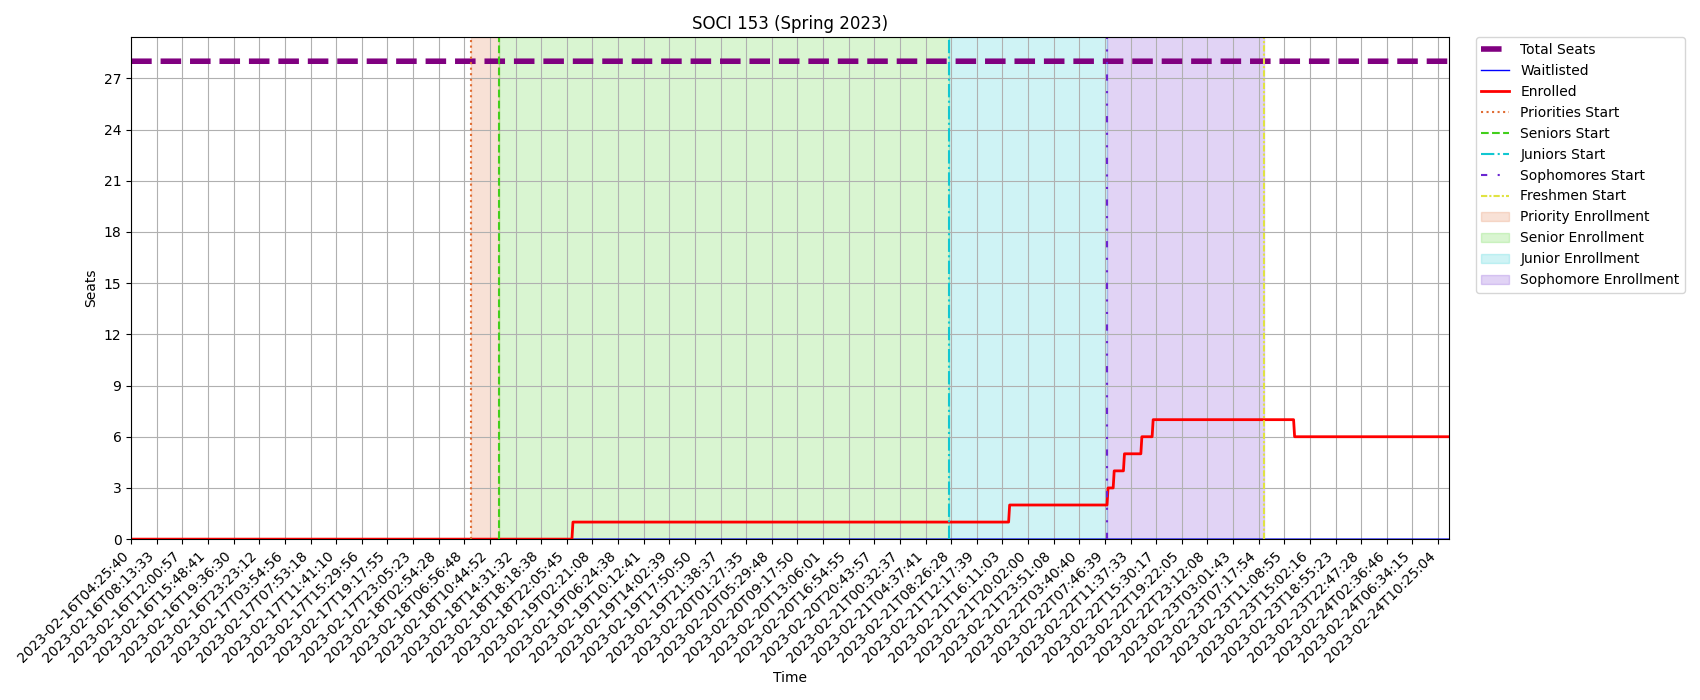 SOCI 153 (Spring 2023)
Seats
27
24
21
18
15
12
9
6
3
0
2023-02-16T04:25:40
2023-02-16T08:13:33
2023-02-16T12:00:57
2023-02-16T15:48:41
2023-02-16T19:36:30
2023-02-16T23:23:12
2023-02-17T03:54:56
2023-02-17T07:53:18
2023-02-17T11:41:10
2023-02-17T15:29:56
2023-02-17T19:17:55
2023-02-17T23:05:23
2023-02-18T02:54:28
2023-02-18T06:56:48
2023-02-18T10:44:52
2023-02-18T14:31:32
2023-02-18T18:18:38
2023-02-18T22:05:45
2023-02-19T02:21:08
2023-02-19T06:24:38
2023-02-19T10:12:41
2023-02-19T14:02:39
2023-02-19T17:50:50
2023-02-19T21:38:37
2023-02-20T01:27:35
2023-02-20T05:29:48
2023-02-20T09:17:50
2023-02-20T13:06:01
2023-02-20T16:54:55
2023-02-20T20:43:57
2023-02-21T00:32:37
2023-02-21T04:37:41
2023-02-21T08:26:28
2023-02-21T12:17:39
2023-02-21T16:11:03
2023-02-21T20:02:00
2023-02-21T23:51:08
2023-02-22T03:40:40
2023-02-22T07:46:39
2023-02-22T11:37:33
2023-02-22T15:30:17
2023-02-22T19:22:05
2023-02-22T23:12:08
2023-02-23T03:01:43
2023-02-23T07:17:54
2023-02-23T11:08:55
2023-02-23T15:02:16
2023-02-23T18:55:23
2023-02-23T22:47:28
2023-02-24T02:36:46
2023-02-24T06:34:15
2023-02-24T10:25:04
Time
Total Seats
Waitlisted
Enrolled
Priorities Start
Seniors Start
Juniors Start
Sophomores Start
Freshmen Start
Priority Enrollment
Senior Enrollment
Junior Enrollment
Sophomore Enrollment